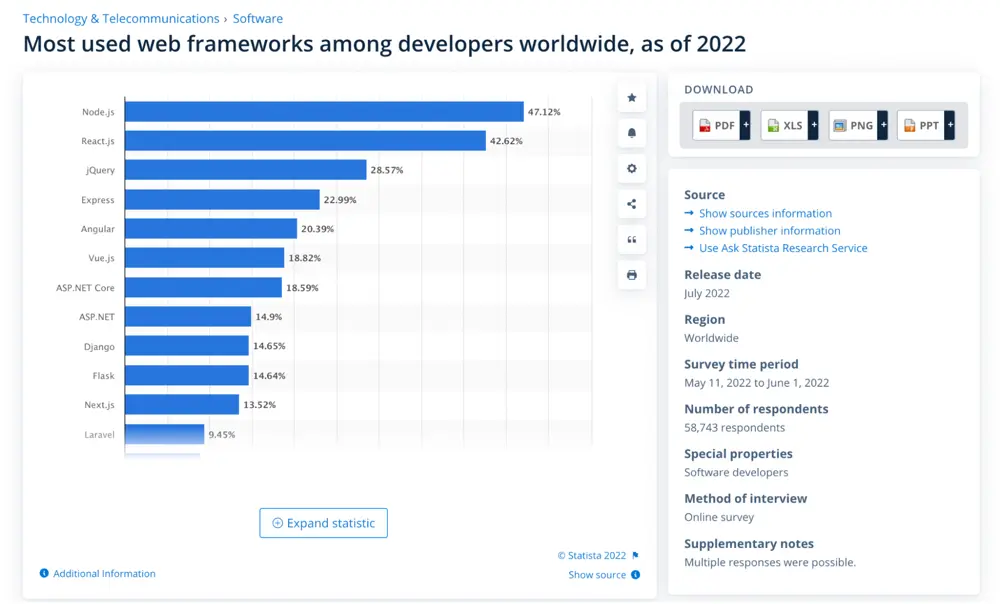 Technology & Telecommunications › Software
Most used web frameworks among developers worldwide, as of 2022
Node.js 47.12%
React.js 42.62%
jQuery 28.57%
Express 22.99%
Angular 20.39%
Vue.js 18.82%
ASP.NET Core 18.59%
ASP.NET 14.9%
Django 14.65%
Flask 14.64%
Next.js 13.52%
Laravel 9.45%
Expand statistic
© Statista 2022
Additional Information
Show source
DOWNLOAD
PDF + XLS + PNG + PPT +
Source
→ Show sources information
→ Show publisher information
→ Use Ask Statista Research Service
Release date
July 2022
Region
Worldwide
Survey time period
May 11, 2022 to June 1, 2022
Number of respondents
58,743 respondents
Special properties
Software developers
Method of interview
Online survey
Supplementary notes
Multiple responses were possible.